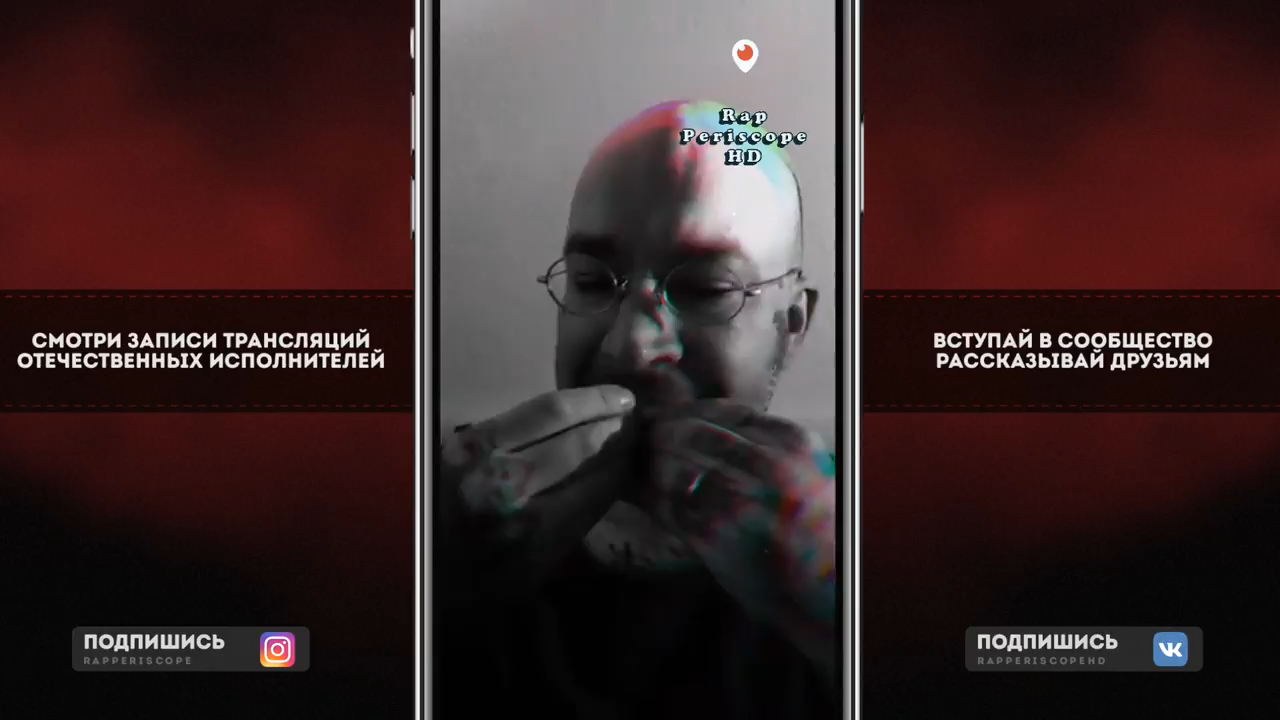 Rap
Periscope
HD
СМОТРИ ЗАПИСИ ТРАНСЛЯЦИЙ
ОТЕЧЕСТВЕННЫХ ИСПОЛНИТЕЛЕЙ
ВСТУПАЙ В СООБЩЕСТВО
РАССКАЗЫВАЙ ДРУЗЬЯМ
ПОДПИШИСЬ
RAPPERISCOPE
ПОДПИШИСЬ
RAPPERISCOPEHD